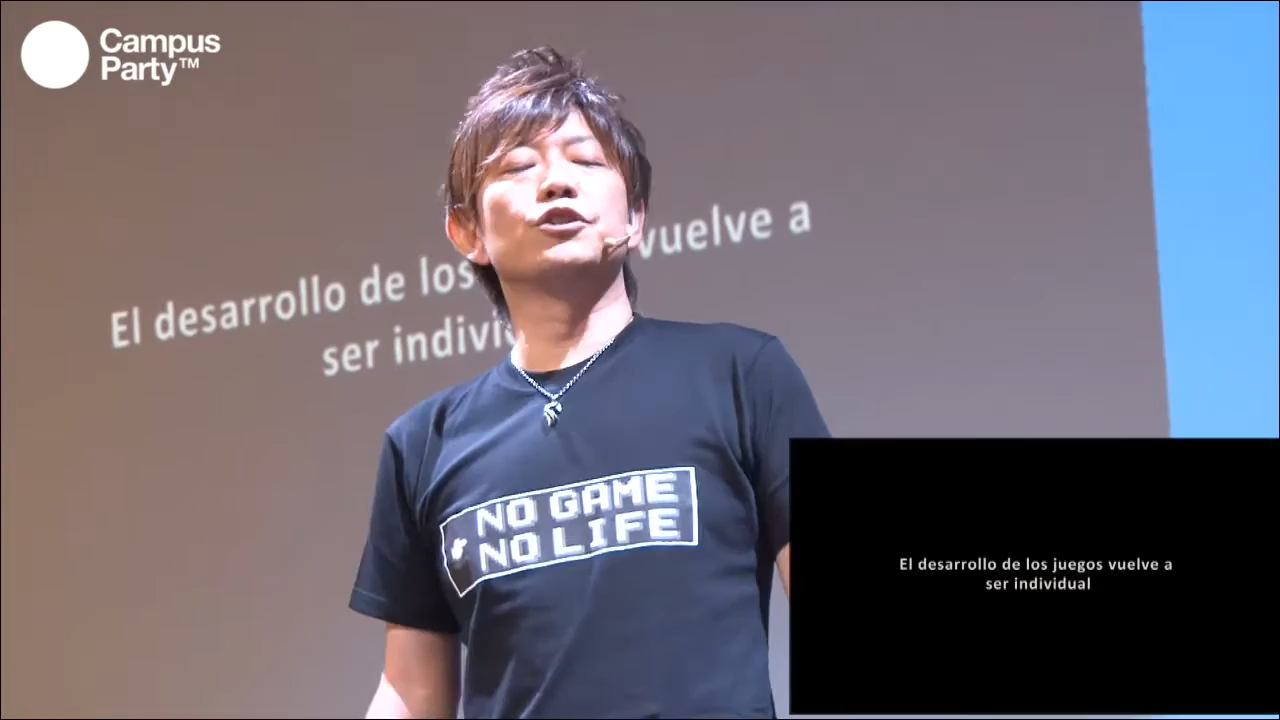 Campus
Party™
El desarrollo de los vuelve a
ser indivi
NO GAME
NO LIFE
El desarrollo de los juegos vuelve a
ser individual